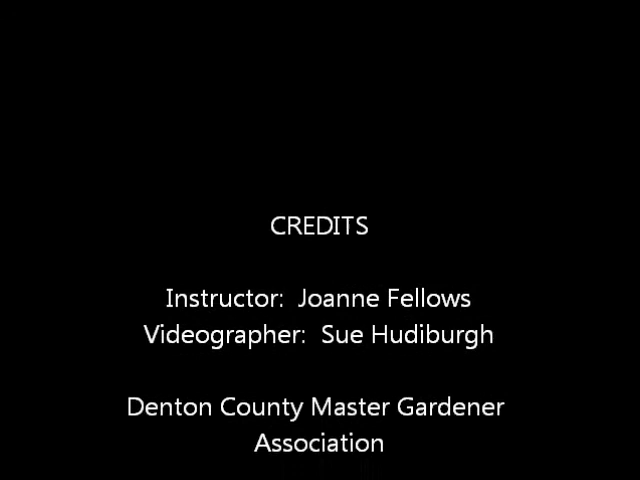 CREDITS
Instructor:  Joanne Fellows
Videographer:  Sue Hudiburgh
Denton County Master Gardener
Association